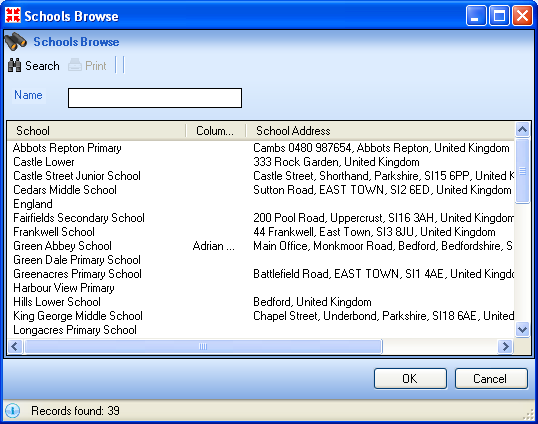 Schools Browse
Schools Browse
Search Print
Name
School Colum... School Address
Abbots Repton Primary Cambs 0480 987654, Abbots Repton, United Kingdom
Castle Lower 333 Rock Garden, United Kingdom
Castle Street Junior School Castle Street, Shorthand, Parkshire, SI15 6PP, United K
Cedars Middle School Sutton Road, EAST TOWN, SI2 6ED, United Kingdom
England
Fairfields Secondary School 200 Pool Road, Uppercrust, SI16 3AH, United Kingdom
Frankwell School 44 Frankwell, East Town, SI3 8JU, United Kingdom
Green Abbey School Adrian ... Main Office, Monkmoor Road, Bedford, Bedfordshire, S
Green Dale Primary School
Greenacres Primary School Battlefield Road, EAST TOWN, SI1 4AE, United Kingd
Harbour View Primary
Hills Lower School Bedford, United Kingdom
King George Middle School Chapel Street, Underbond, Parkshire, SI18 6AE, United
Longacres Primary School
OK Cancel
Records found: 39